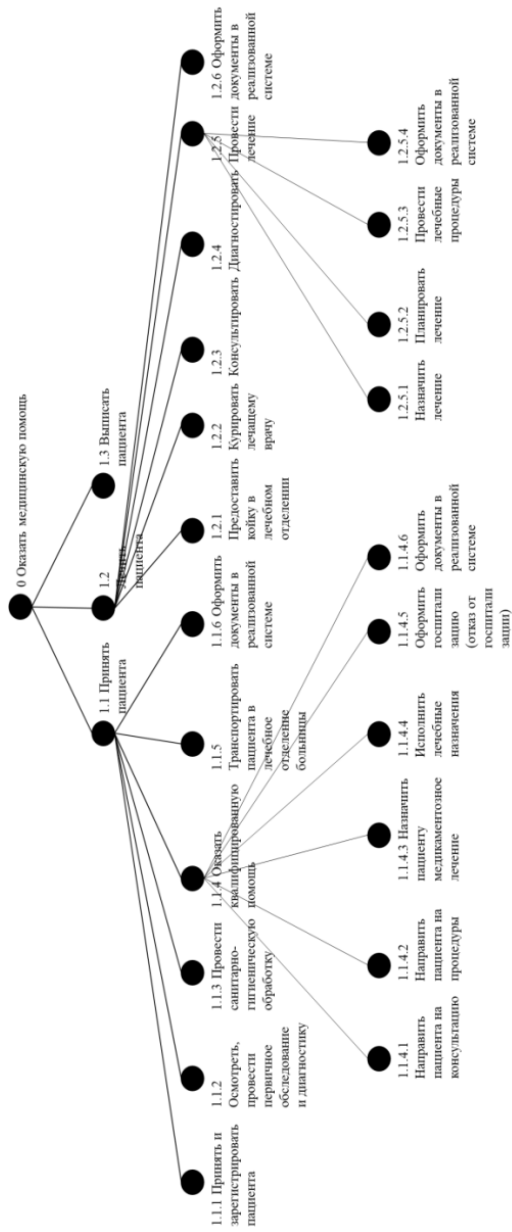 0 Оказать медицинскую помощь
1.1 Принять
пациента
1.2
Лечить
пациента
1.3 Выписать
пациента
1.1.1 Принять и
зарегистрировать
пациента
1.1.2
Осмотреть,
провести
первичное
обследование
и диагностику
1.1.3 Провести
санитарно-
гигиеническую
обработку
1.1.4 Оказать
квалифицированную
помощь
1.1.5
Транспортировать
пациента в
лечебное
отделение
больницы
1.1.6 Оформить
документы в
реализованной
системе
1.2.1
Предоставить
койку в
лечебном
отделении
1.2.2
Курировать
лечащему
врачу
1.2.3
Консультировать
1.2.4
Диагностировать
1.2.5
Провести
лечение
1.2.6 Оформить
документы в
реализованной
системе
1.1.4.1
Направить
пациента на
консультацию
1.1.4.2
Направить
пациента на
процедуры
1.1.4.3 Назначить
пациенту
медикаментозное
лечение
1.1.4.4
Исполнить
лечебные
назначения
1.1.4.5
Оформить
госпитали
зацию
(отказ от
госпитали
зации)
1.1.4.6
Оформить
документы в
реализованной
системе
1.2.5.1
Назначить
лечение
1.2.5.2
Планировать
лечение
1.2.5.3
Провести
лечебные
процедуры
1.2.5.4
Оформить
документы в
реализованной
системе